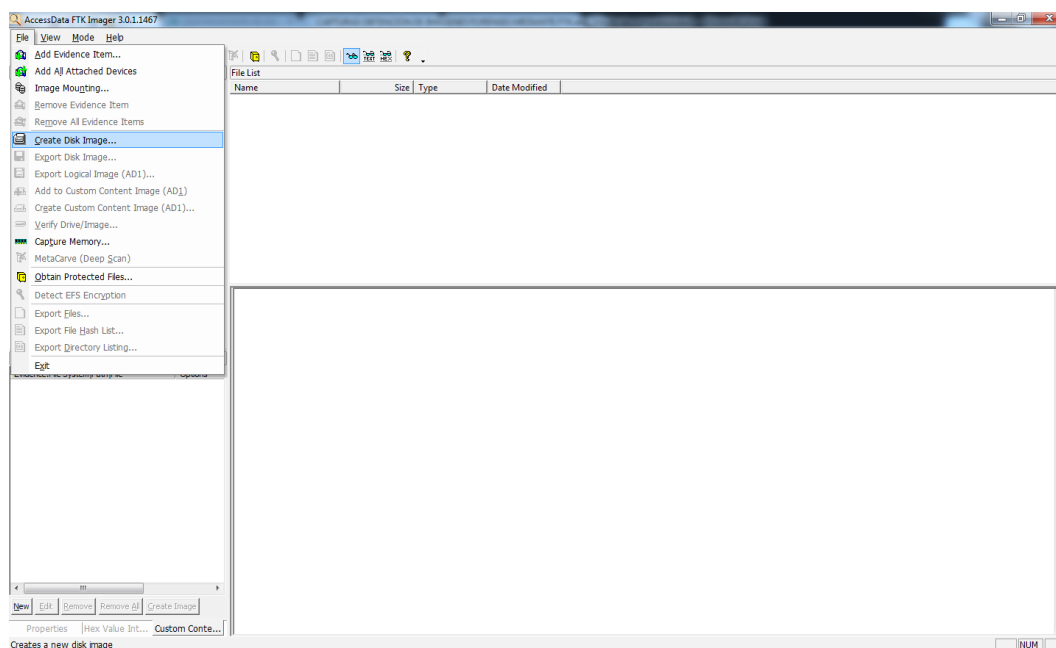 AccessData FTK Imager 3.0.1.1467
File View Mode Help
Add Evidence Item...
Add All Attached Devices
Image Mounting...
Remove Evidence Item
Remove All Evidence Items
Create Disk Image...
Export Disk Image...
Export Logical Image (AD1)...
Add to Custom Content Image (AD1)
Create Custom Content Image (AD1)...
Verify Drive/Image...
Capture Memory...
MetaCarve (Deep Scan)
Obtain Protected Files...
Detect EFS Encryption
Export Files...
Export File Hash List...
Export Directory Listing...
Exit
TEXT HEX
File List
Name Size Type Date Modified
New Edit Remove Remove All Create Image
Properties Hex Value Int... Custom Conte...
Creates a new disk image NUM